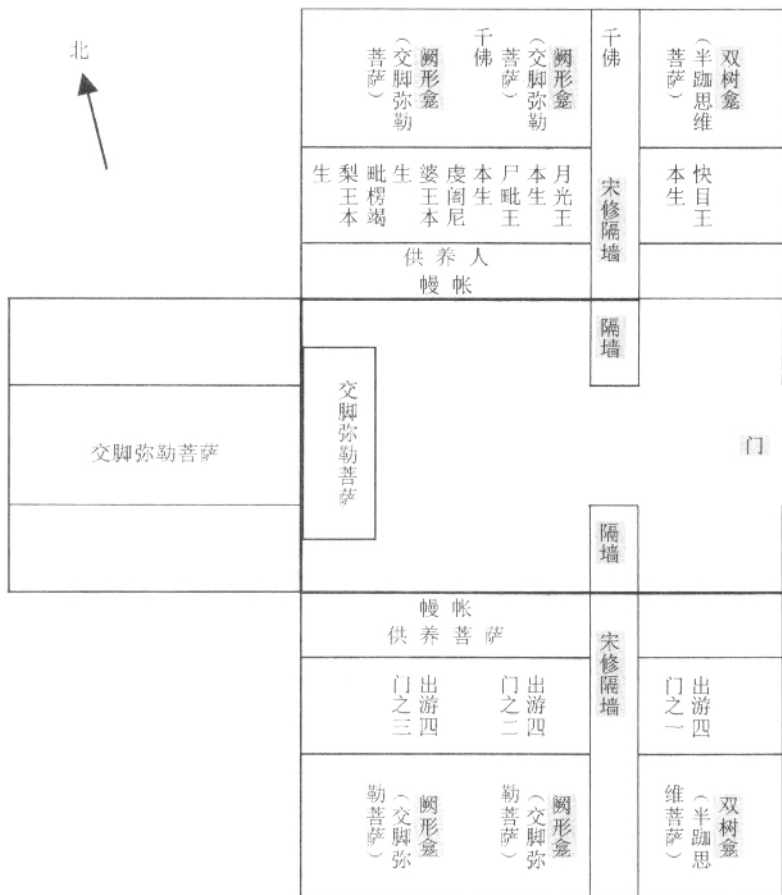 北
阙形龛
（交脚弥勒
菩萨）
阙形龛
（交脚弥勒
菩萨）
千佛
千佛
双树龛
（半跏思维
菩萨）
月光王
本生
尸毗王
本生
虔阇尼
婆王本
生
毗楞竭
梨王本
生
宋修隔墙
快目王
本生
供养人
幔帐
隔墙
交脚弥勒菩萨
交脚弥勒菩萨
门
隔墙
幔帐
供养菩萨
宋修隔墙
出游四
门之三
出游四
门之二
出游四
门之一
阙形龛
（交脚弥
勒菩萨）
阙形龛
（交脚弥
勒菩萨）
双树龛
（半跏思
维菩萨）